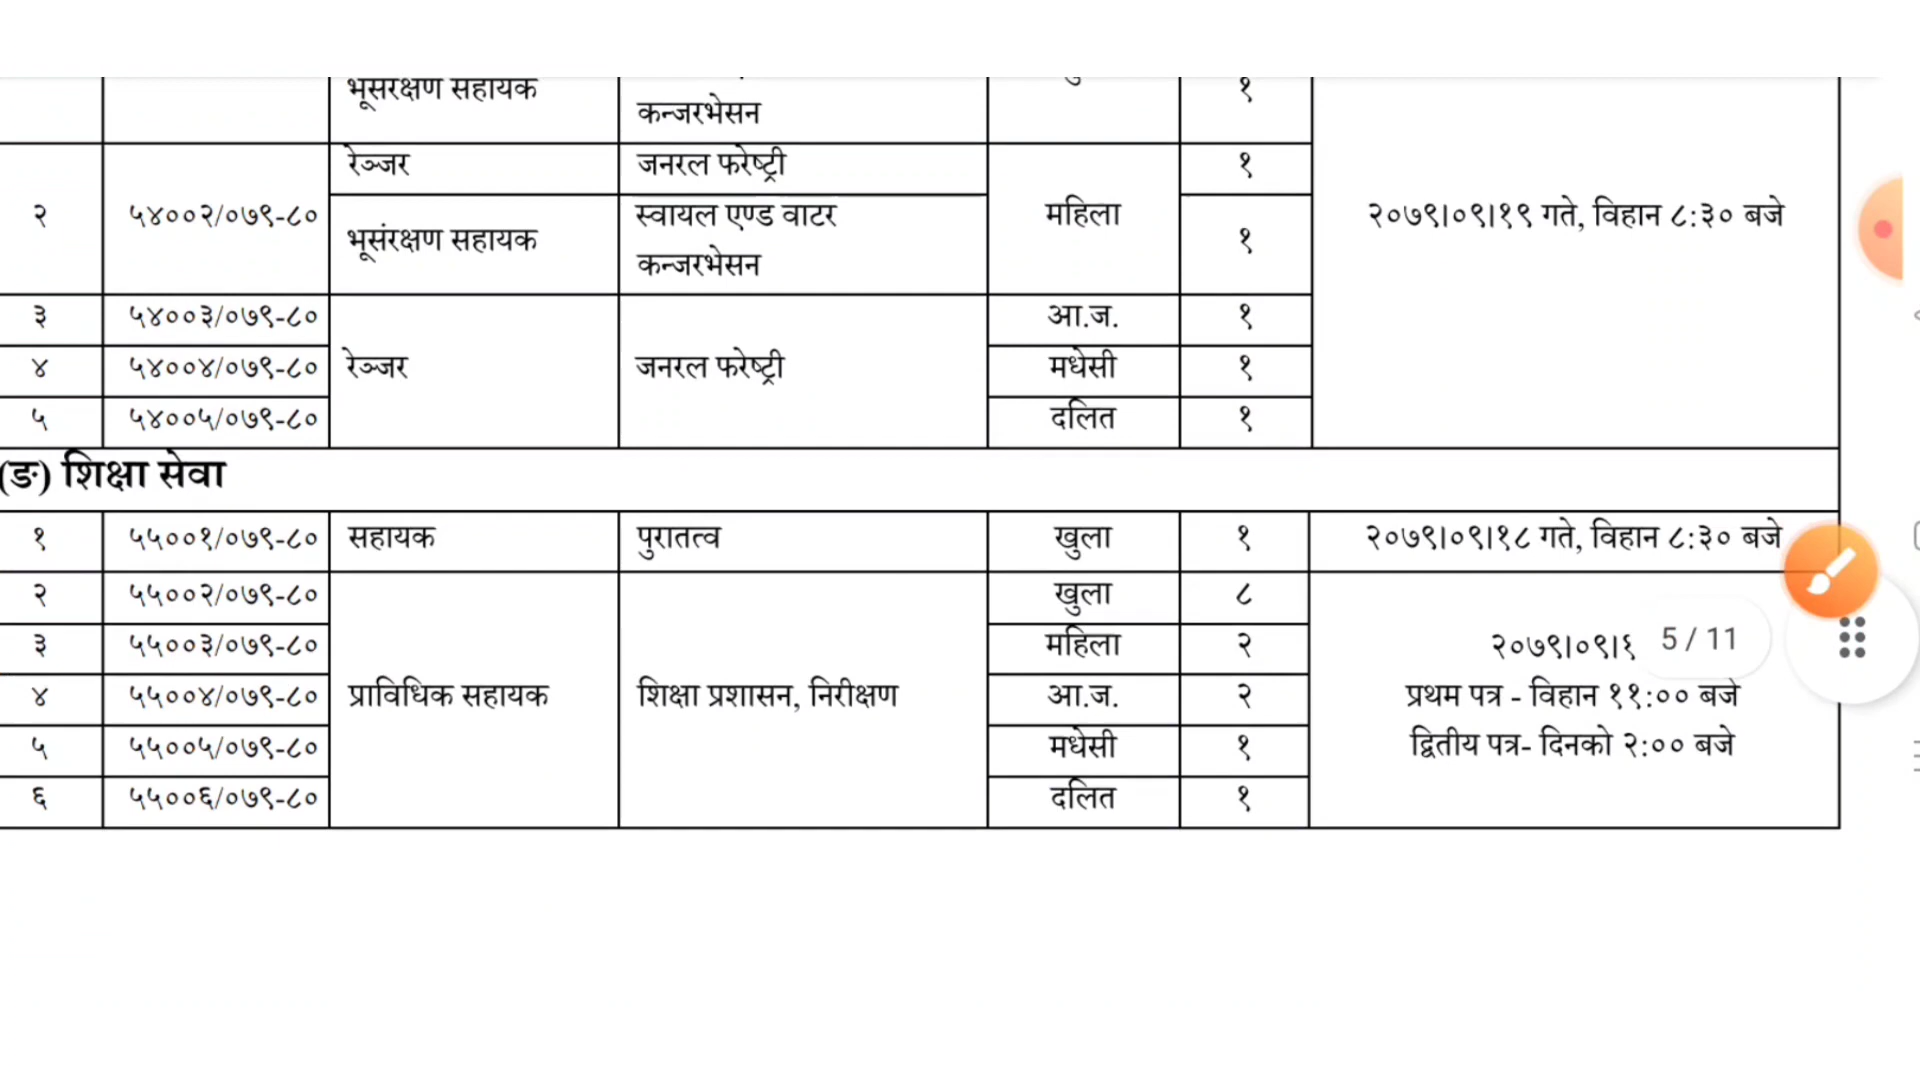 भूसंरक्षण सहायक
कन्जरभेसन
१
२ ५४००२/०७९-८० रेञ्जर जनरल फरेष्ट्री महिला १ २०७९।०९।१९ गते, विहान ८:३० बजे
भूसंरक्षण सहायक स्वायल एण्ड वाटर
कन्जरभेसन १
३ ५४००३/०७९-८० रेञ्जर जनरल फरेष्ट्री आ.ज. १
४ ५४००४/०७९-८० मधेसी १
५ ५४००५/०७९-८० दलित १
(ङ) शिक्षा सेवा
१ ५५००१/०७९-८० सहायक पुरातत्व खुला १ २०७९।०९।१८ गते, विहान ८:३० बजे
२ ५५००२/०७९-८० प्राविधिक सहायक शिक्षा प्रशासन, निरीक्षण खुला ८
३ ५५००३/०७९-८० महिला २ २०७९।०९।
5 / 11
४ ५५००४/०७९-८० आ.ज. २ प्रथम पत्र - विहान ११:०० बजे
५ ५५००५/०७९-८० मधेसी १ द्वितीय पत्र- दिनको २:०० बजे
६ ५५००६/०७९-८० दलित १